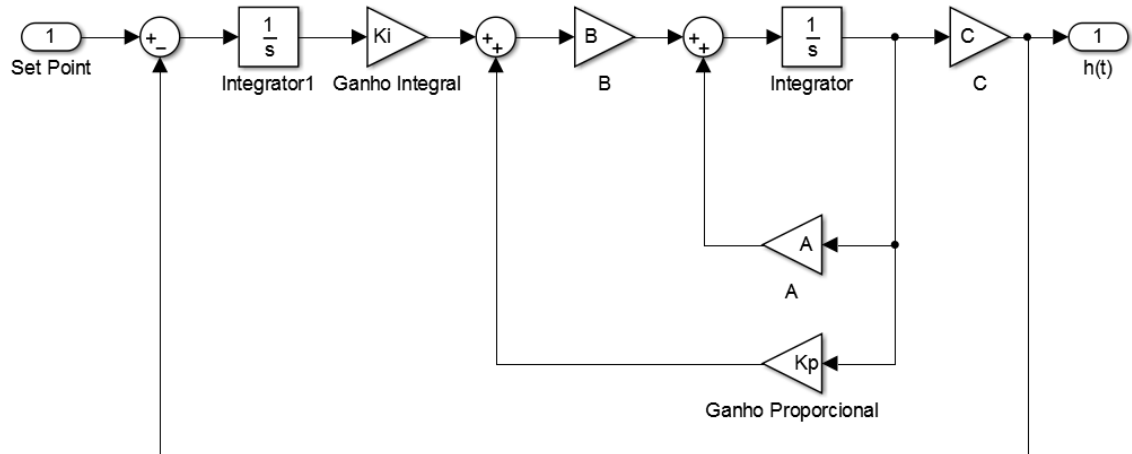 1
Set Point
+
−
1
s
Integrator1
Ki
Ganho Integral
+
+
B
B
+
+
1
s
Integrator
C
C
1
h(t)
A
A
Kp
Ganho Proporcional